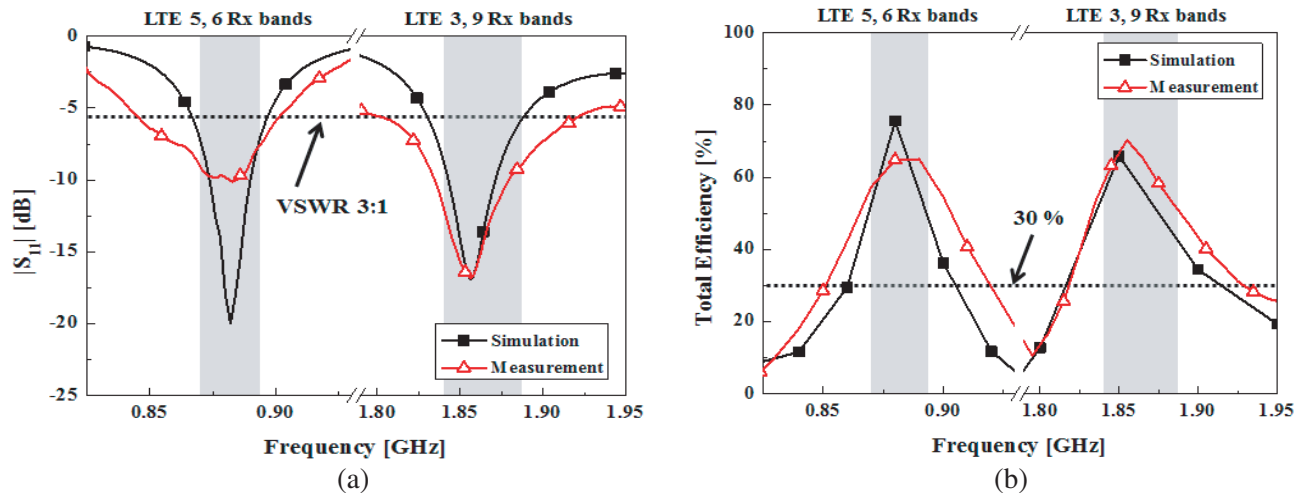 LTE 5, 6 Rx bands LTE 3, 9 Rx bands
0
-5
-10
-15
-20
-25
|S11| [dB]
VSWR 3:1
Simulation
Measurement
0.85 0.90 1.80 1.85 1.90 1.95
Frequency [GHz]
(a)
LTE 5, 6 Rx bands LTE 3, 9 Rx bands
100
80
60
40
20
0
Total Efficiency [%]
Simulation
Measurement
30 %
0.85 0.90 1.80 1.85 1.90 1.95
Frequency [GHz]
(b)